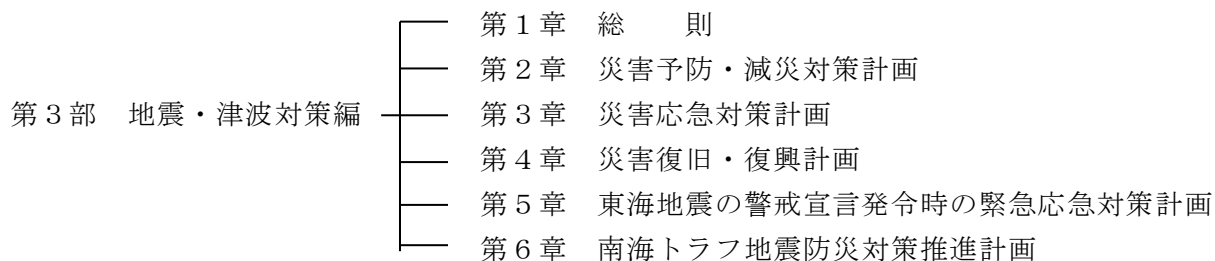 第１章　総　　則
第２章　災害予防・減災対策計画
第３部　地震・津波対策編　第３章　災害応急対策計画
第４章　災害復旧・復興計画
第５章　東海地震の警戒宣言発令時の緊急応急対策計画
第６章　南海トラフ地震防災対策推進計画